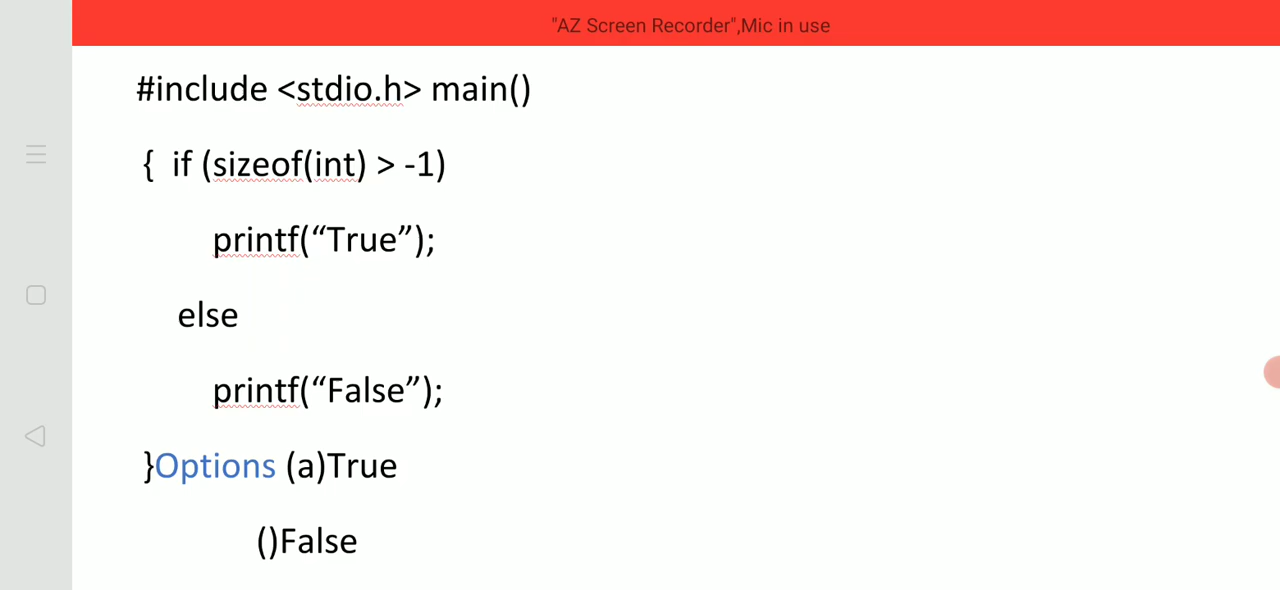 "AZ Screen Recorder",Mic in use
#include <stdio.h> main()
{ if (sizeof(int) > -1)
printf(“True”);
else
printf(“False”);
}Options (a)True
()False